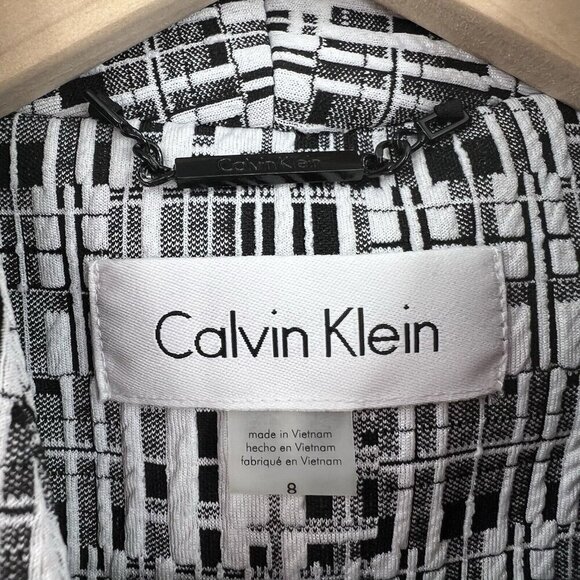 Calvin Klein
Calvin Klein
made in Vietnam
hecho en Vietnam
fabriqué en Vietnam
8